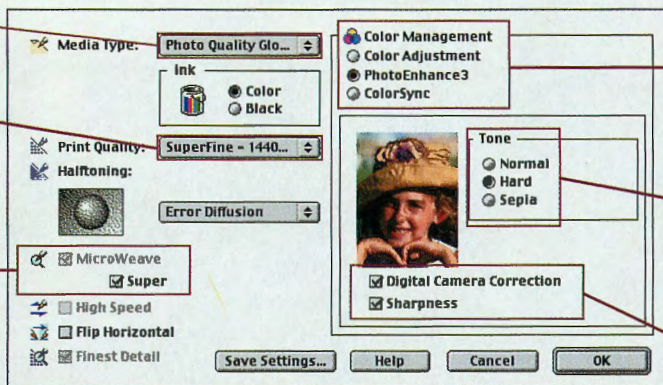 Media Type:
Photo Quality Glo...
Ink
Color
Black
Print Quality:
SuperFine - 1440...
Halftoning:
Error Diffusion
MicroWeave
Super
High Speed
Flip Horizontal
Finest Detail
Color Management
Color Adjustment
PhotoEnhance3
ColorSync
Tone
Normal
Hard
Sepia
Digital Camera Correction
Sharpness
Save Settings...
Help
Cancel
OK